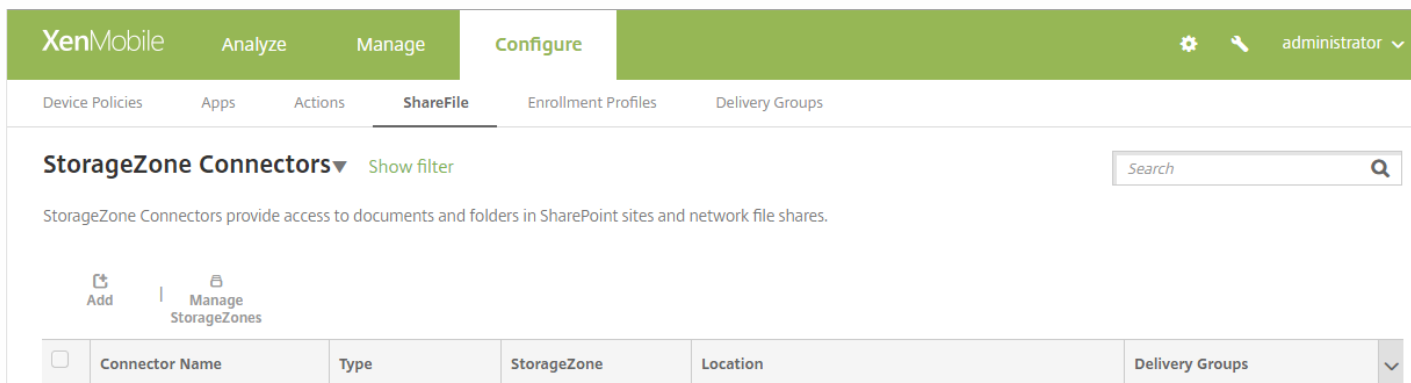 XenMobile Analyze Manage Configure administrator
Device Policies Apps Actions ShareFile Enrollment Profiles Delivery Groups
StorageZone Connectors Show filter Search
StorageZone Connectors provide access to documents and folders in SharePoint sites and network file shares.
Add | Manage
StorageZones
Connector Name Type StorageZone Location Delivery Groups